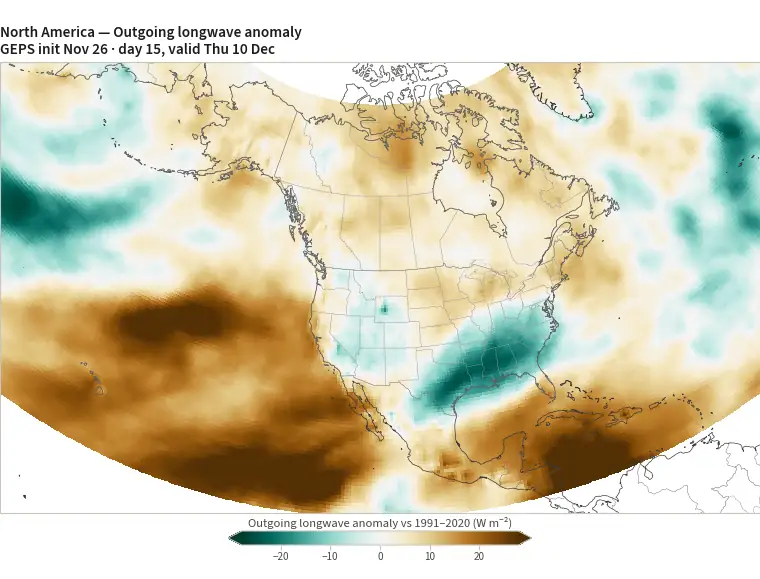 North America — Outgoing longwave anomaly
GEPS init Nov 26 · day 15, valid Thu 10 Dec
Outgoing longwave anomaly vs 1991–2020 (W m⁻²)
−20 −10 0 10 20